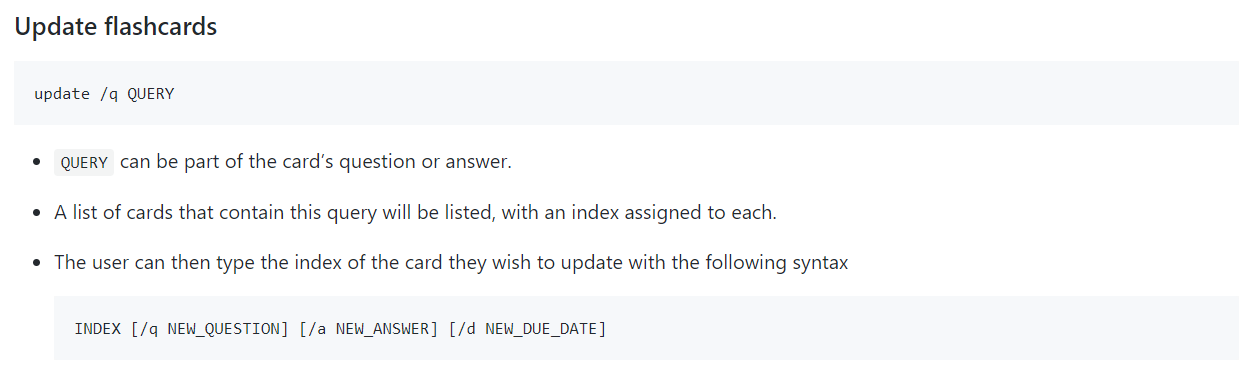 Update flashcards
update /q QUERY
QUERY can be part of the card’s question or answer.
A list of cards that contain this query will be listed, with an index assigned to each.
The user can then type the index of the card they wish to update with the following syntax
INDEX [/q NEW_QUESTION] [/a NEW_ANSWER] [/d NEW_DUE_DATE]